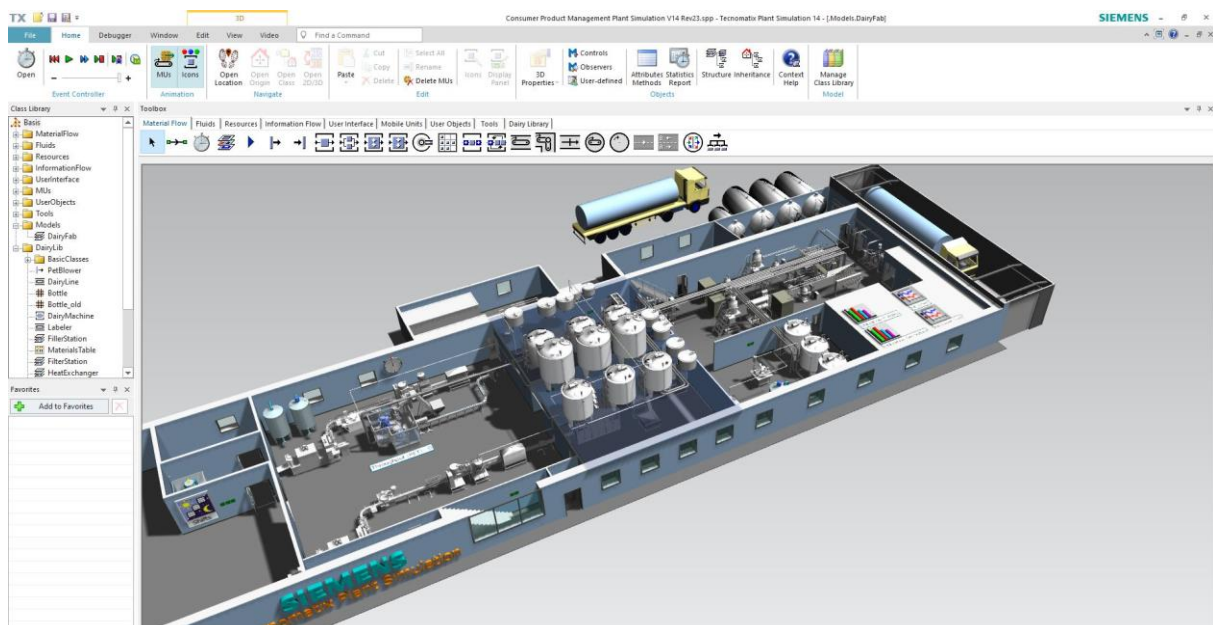 TX
3D
Consumer Product Management Plant Simulation V14 Rev23.spp - Tecnomatix Plant Simulation 14 - [.Models.DairyFab]
SIEMENS
File Home Debugger Window Edit View Video Find a Command
Open
Event Controller
MUs Icons
Animation
Open Location
Open Origin
Open Class
Open 2D/3D
Navigate
Paste
Cut
Copy
Delete
Select All
Rename
Delete MUs
Edit
Icons
Display Panel
3D Properties
Controls
Observers
User-defined
Attributes Methods
Statistics Report
Structure Inheritance
Objects
Context Help
Manage Class Library
Model
Class Library
Toolbox
Material Flow Fluids Resources Information Flow User Interface Mobile Units User Objects Tools Dairy Library
Basis
MaterialFlow
Fluids
Resources
InformationFlow
UserInterface
MUs
UserObjects
Tools
Models
DairyFab
DairyLib
BasicClasses
PetBlower
DairyLine
Bottle
Bottle_old
DairyMachine
Labeler
FillerStation
MaterialsTable
FilterStation
HeatExchanger
Favorites
Add to Favorites
SIEMENS
Plant Simulation